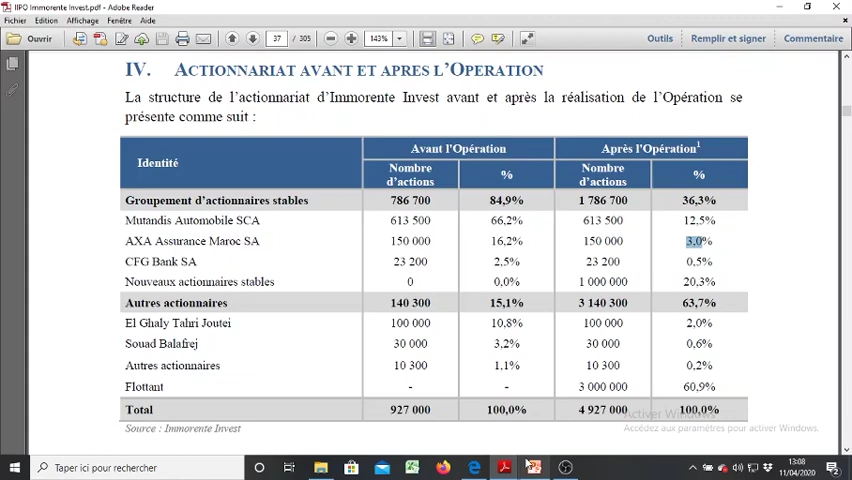 IIPO Immorente Invest.pdf - Adobe Reader
Fichier Edition Affichage Fenêtre Aide
Ouvrir 37 / 305 143% Outils Remplir et signer Commentaire
IV. ACTIONNARIAT AVANT ET APRES L'OPERATION
La structure de l'actionnariat d'Immorente Invest avant et après la réalisation de l'Opération se
présente comme suit :
Identité Avant l'Opération Après l'Opération¹
Nombre d'actions % Nombre d'actions %
Groupement d'actionnaires stables 786 700 84,9% 1 786 700 36,3%
Mutandis Automobile SCA 613 500 66,2% 613 500 12,5%
AXA Assurance Maroc SA 150 000 16,2% 150 000 3,0%
CFG Bank SA 23 200 2,5% 23 200 0,5%
Nouveaux actionnaires stables 0 0,0% 1 000 000 20,3%
Autres actionnaires 140 300 15,1% 3 140 300 63,7%
El Ghaly Tahri Joutei 100 000 10,8% 100 000 2,0%
Souad Balafrej 30 000 3,2% 30 000 0,6%
Autres actionnaires 10 300 1,1% 10 300 0,2%
Flottant - - 3 000 000 60,9%
Total 927 000 100,0% 4 927 000 100,0%
Source : Immorente Invest
Activer Windows
Accédez aux paramètres pour activer Windows.
Taper ici pour rechercher
13:08
11/04/2020
2